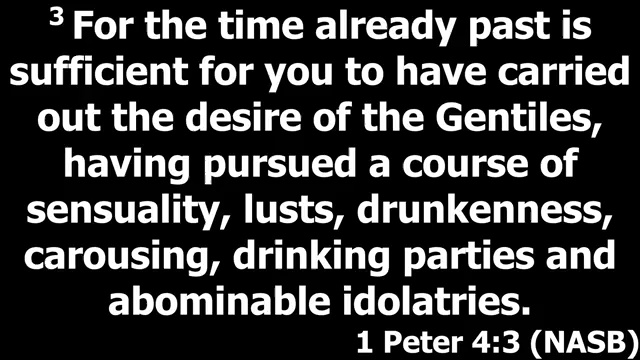 3 For the time already past is
sufficient for you to have carried
out the desire of the Gentiles,
having pursued a course of
sensuality, lusts, drunkenness,
carousing, drinking parties and
abominable idolatries.
1 Peter 4:3 (NASB)